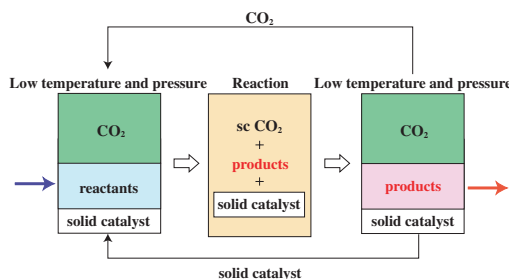 CO₂
Low temperature and pressure
Reaction
Low temperature and pressure
CO₂
reactants
solid catalyst
sc CO₂
+
products
+
solid catalyst
CO₂
products
solid catalyst
solid catalyst